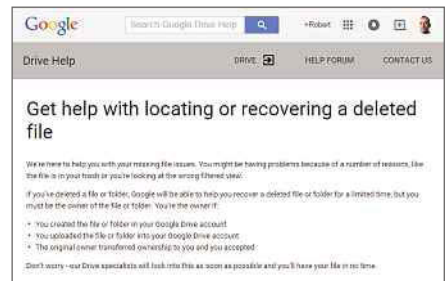 Google Search Google Drive Help +Robert
Drive Help DRIVE HELP FORUM CONTACT US
Get help with locating or recovering a deleted
file
We're here to help you with your missing file issues. You might be having problems because of a number of reasons, like
the file is in your trash or you're looking at the wrong filtered view.
If you've deleted a file or folder, Google will be able to help you recover a deleted file or folder for a limited time, but you
must be the owner of the file or folder. You're the owner if:
• You created the file or folder in your Google Drive account
• You uploaded the file or folder into your Google Drive account
• The original owner transferred ownership to you and you accepted
Don't worry - our Drive specialists will look into this as soon as possible and you'll have your file in no time.